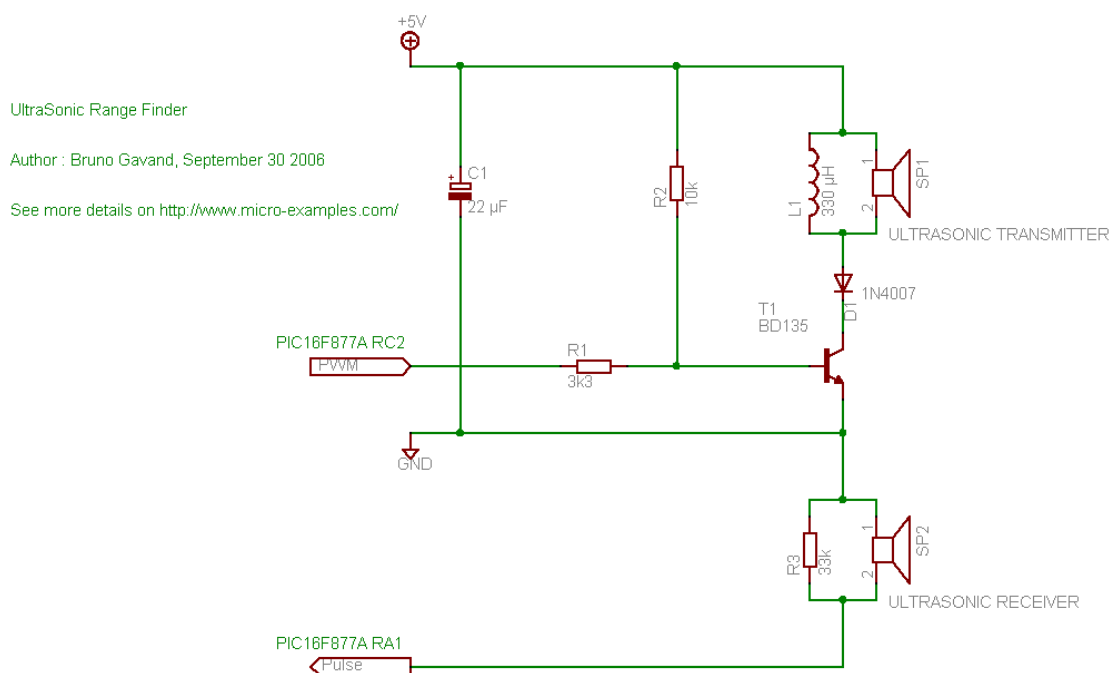 +5V
UltraSonic Range Finder
Author : Bruno Gavand, September 30 2006
See more details on http://www.micro-examples.com/
+
C1
22 µF
R2
10k
L1
330 µH
1
2
SP1
ULTRASONIC TRANSMITTER
1N4007
D1
T1
BD135
PIC16F877A RC2
PWM
R1
3k3
GND
R3
33k
1
2
SP2
ULTRASONIC RECEIVER
PIC16F877A RA1
Pulse